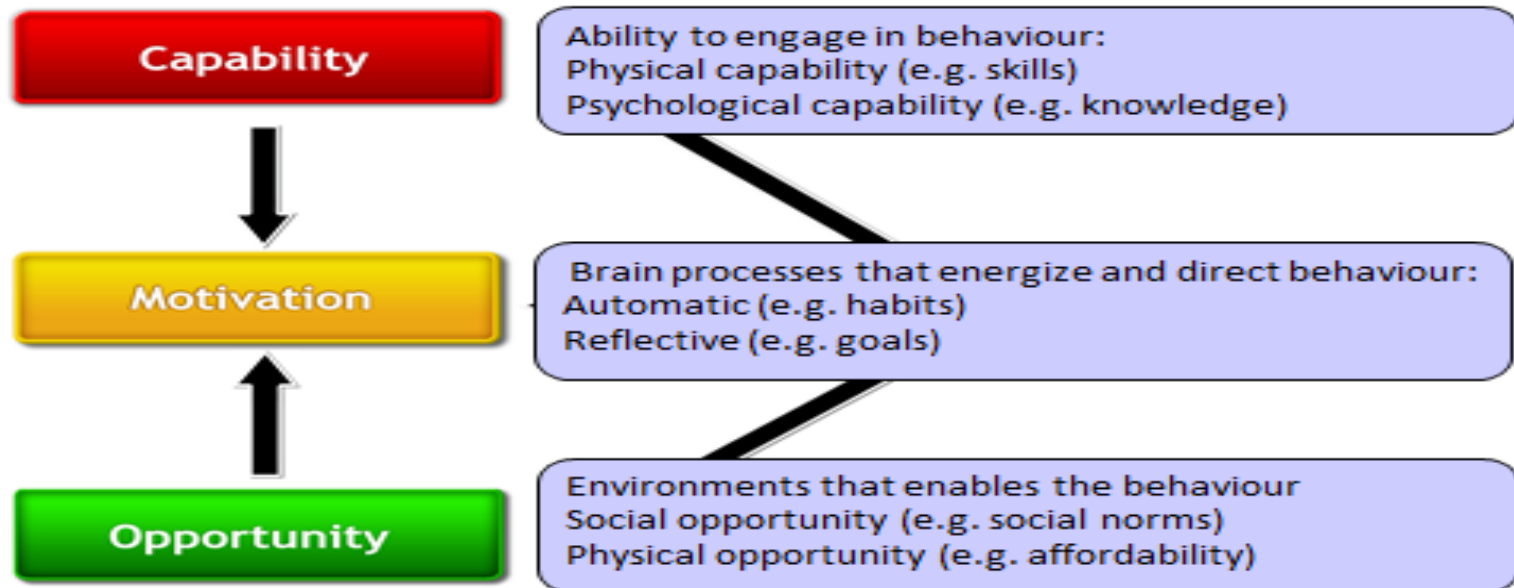 Capability
Ability to engage in behaviour:
Physical capability (e.g. skills)
Psychological capability (e.g. knowledge)
Motivation
Brain processes that energize and direct behaviour:
Automatic (e.g. habits)
Reflective (e.g. goals)
Opportunity
Environments that enables the behaviour
Social opportunity (e.g. social norms)
Physical opportunity (e.g. affordability)